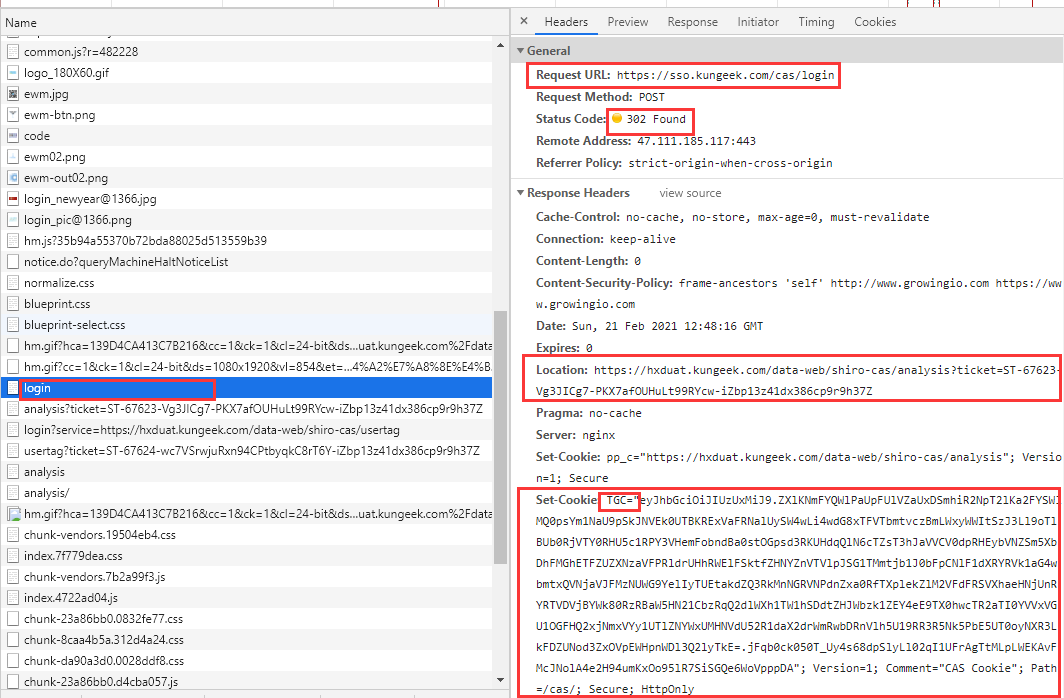 Name
common.js?r=482228
logo_180X60.gif
ewm.jpg
ewm-btn.png
code
ewm02.png
ewm-out02.png
login_newyear@1366.jpg
login_pic@1366.png
hm.js?35b94a55370b72bda88025d513559b39
notice.do?queryMachineHaltNoticeList
normalize.css
blueprint.css
blueprint-select.css
hm.gif?hca=139D4CA413C7B216&cc=1&ck=1&cl=24-bit&ds...uat.kungeek.com%2Fdata
hm.gif?cc=1&ck=1&cl=24-bit&ds=1080x1920&vl=854&et=...4%A2%E7%A8%8E%E4%B
login
analysis?ticket=ST-67623-Vg3JICg7-PKX7afOUHuLt99RYcw-iZbp13z41dx386cp9r9h37Z
login?service=https://hxduat.kungeek.com/data-web/shiro-cas/usertag
usertag?ticket=ST-67624-wc7VSrwjuRxn94CPtbyqkC8rT6Y-iZbp13z41dx386cp9r9h37Z
analysis
analysis/
hm.gif?hca=139D4CA413C7B216&cc=1&ck=1&cl=24-bit&ds...uat.kungeek.com%2Fdata
chunk-vendors.19504eb4.css
index.7f779dea.css
chunk-vendors.7b2a99f3.js
index.4722ad04.js
chunk-23a86bb0.0832fe77.css
chunk-8caa4b5a.312d4a24.css
chunk-da90a3d0.0028ddf8.css
chunk-23a86bb0.d4cba057.js
× Headers Preview Response Initiator Timing Cookies
General
Request URL: https://sso.kungeek.com/cas/login
Request Method: POST
Status Code: 302 Found
Remote Address: 47.111.185.117:443
Referrer Policy: strict-origin-when-cross-origin
Response Headers view source
Cache-Control: no-cache, no-store, max-age=0, must-revalidate
Connection: keep-alive
Content-Length: 0
Content-Security-Policy: frame-ancestors 'self' http://www.growingio.com https://ww
w.growingio.com
Date: Sun, 21 Feb 2021 12:48:16 GMT
Expires: 0
Location: https://hxduat.kungeek.com/data-web/shiro-cas/analysis?ticket=ST-67623-
Vg3JICg7-PKX7afOUHuLt99RYcw-iZbp13z41dx386cp9r9h37Z
Pragma: no-cache
Server: nginx
Set-Cookie: pp_c="https://hxduat.kungeek.com/data-web/shiro-cas/analysis"; Versio
n=1; Secure
Set-Cookie: TGC=
McJNolA4e2H94umKxOo95lR7SiSGQe6WoVpppDA"; Version=1; Comment="CAS Cookie"; Path
=/cas/; Secure; HttpOnly